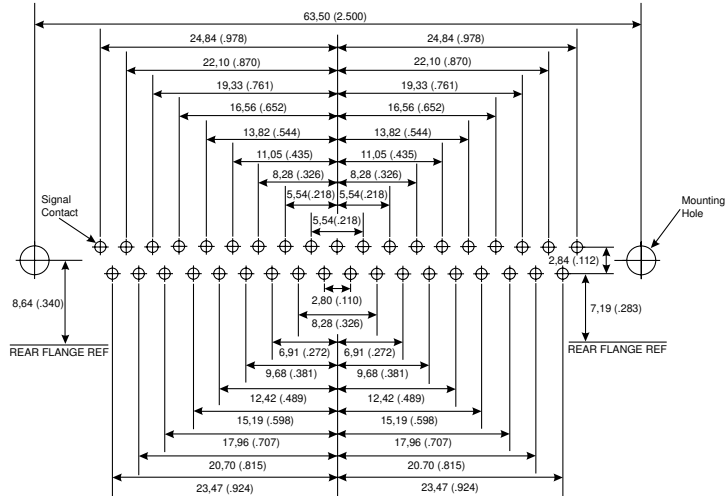 63,50 (2.500)
24,84 (.978) 24,84 (.978)
22,10 (.870) 22,10 (.870)
19,33 (.761) 19,33 (.761)
16,56 (.652) 16,56 (.652)
13,82 (.544) 13,82 (.544)
11,05 (.435) 11,05 (.435)
8,28 (.326) 8,28 (.326)
5,54(.218) 5,54(.218)
5,54(.218)
Signal
Contact
Mounting
Hole
2,84 (.112)
8,64 (.340)
2,80 (.110)
7,19 (.283)
8,28 (.326)
REAR FLANGE REF
6,91 (.272) 6,91 (.272)
REAR FLANGE REF
9,68 (.381) 9,68 (.381)
12,42 (.489) 12,42 (.489)
15,19 (.598) 15,19 (.598)
17,96 (.707) 17,96 (.707)
20,70 (.815) 20.70 (.815)
23,47 (.924) 23,47 (.924)